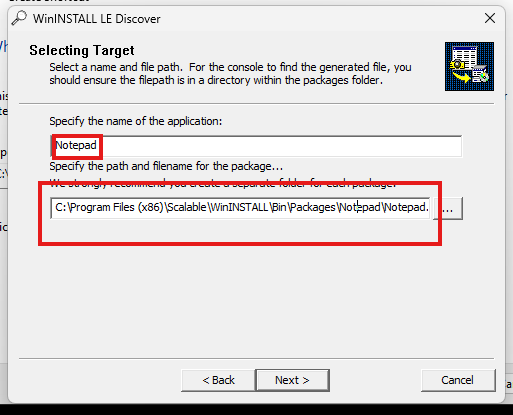 WinINSTALL LE Discover
Selecting Target
Select a name and file path. For the console to find the generated file, you
should ensure the filepath is in a directory within the packages folder.
Specify the name of the application:
Notepad
Specify the path and filename for the package...
We strongly recommend you create a separate folder for each package.
C:\Program Files (x86)\Scalable\WinINSTALL\Bin\Packages\Notepad\Notepad.
...
< Back
Next >
Cancel